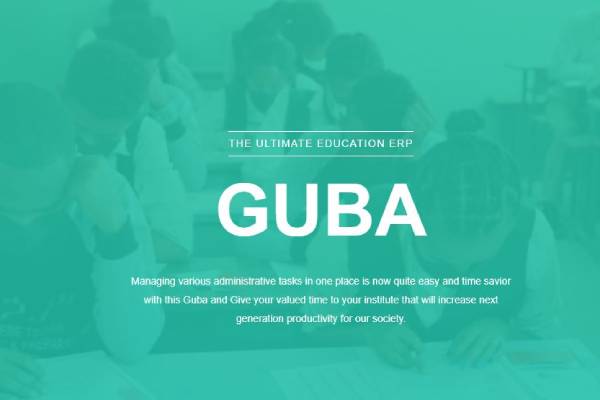 THE ULTIMATE EDUCATION ERP
GUBA
Managing various administrative tasks in one place is now quite easy and time savior
with this Guba and Give your valued time to your institute that will increase next
generation productivity for our society.